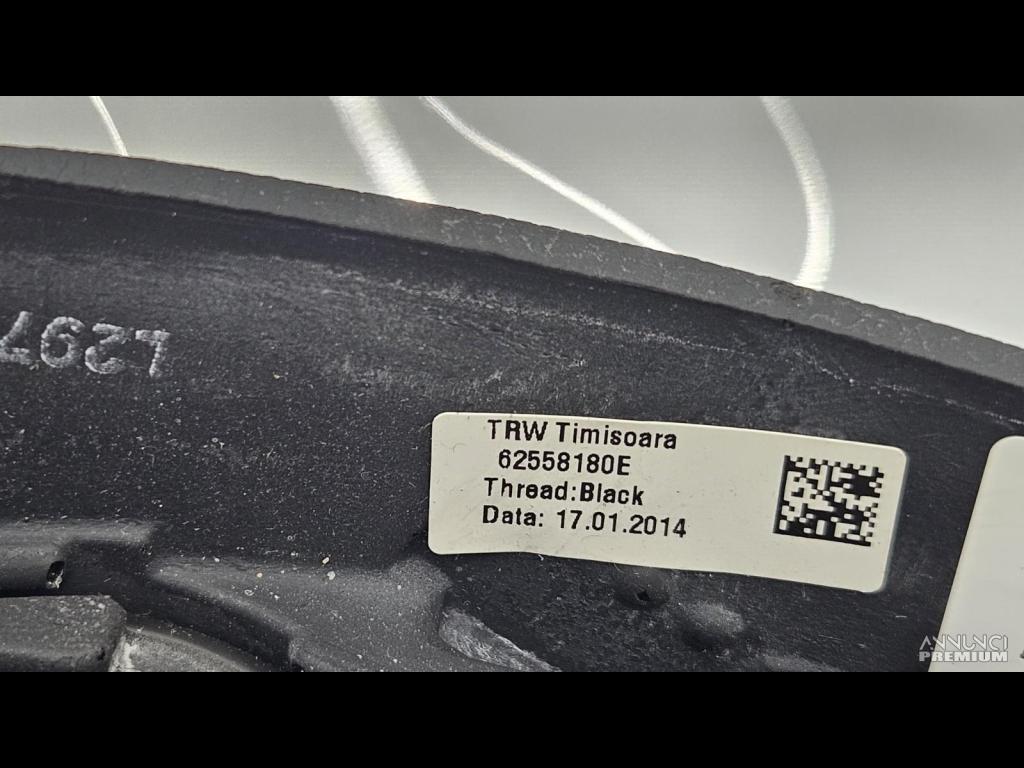 L297
TRW Timisoara
62558180E
Thread:Black
Data: 17.01.2014
ANNUNCI
PREMIUM